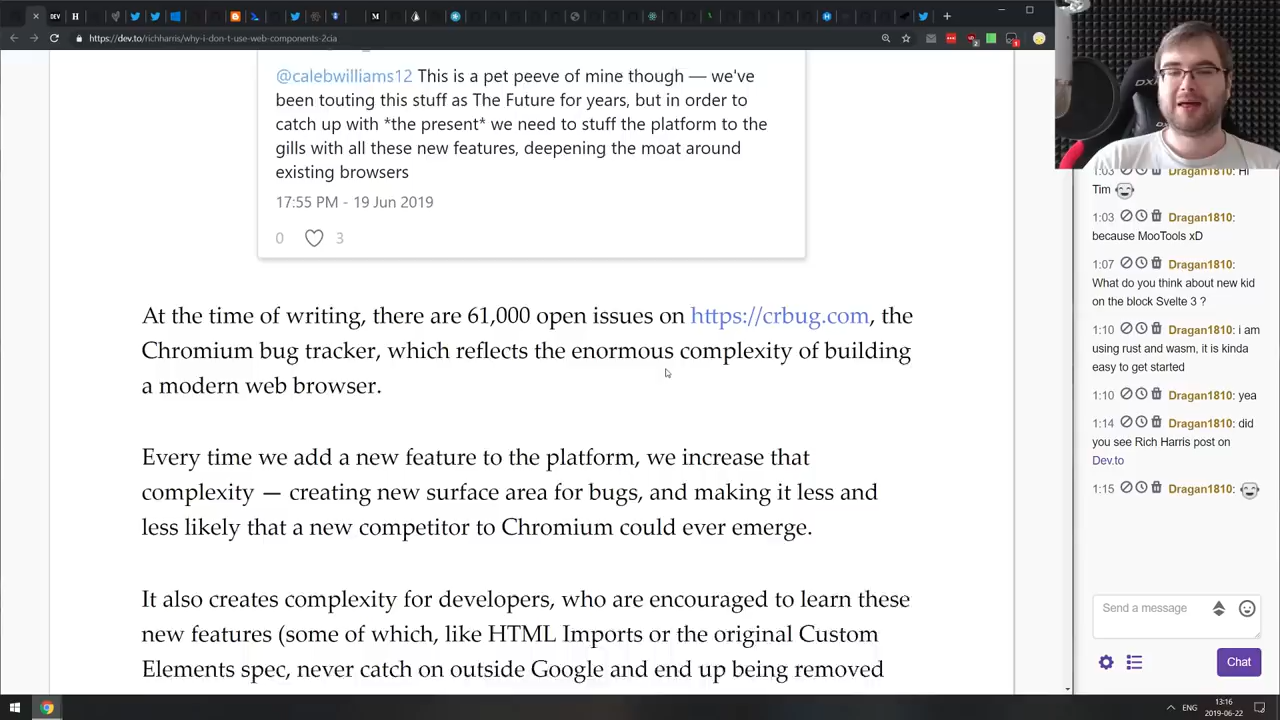 DEV
H
M
https://dev.to/richharris/why-i-don-t-use-web-components-2cia
@calebwilliams12 This is a pet peeve of mine though — we've
been touting this stuff as The Future for years, but in order to
catch up with *the present* we need to stuff the platform to the
gills with all these new features, deepening the moat around
existing browsers
17:55 PM - 19 Jun 2019
0 3
At the time of writing, there are 61,000 open issues on https://crbug.com, the
Chromium bug tracker, which reflects the enormous complexity of building
a modern web browser.
Every time we add a new feature to the platform, we increase that
complexity — creating new surface area for bugs, and making it less and
less likely that a new competitor to Chromium could ever emerge.
It also creates complexity for developers, who are encouraged to learn these
new features (some of which, like HTML Imports or the original Custom
Elements spec, never catch on outside Google and end up being removed
1:03 Dragan1810: Hi
Tim
1:03 Dragan1810:
because MooTools xD
1:07 Dragan1810:
What do you think about new kid
on the block Svelte 3 ?
1:10 Dragan1810: i am
using rust and wasm, it is kinda
easy to get started
1:10 Dragan1810: yea
1:14 Dragan1810: did
you see Rich Harris post on
Dev.to
1:15 Dragan1810:
Send a message
Chat
ENG
13:16
2019-06-22